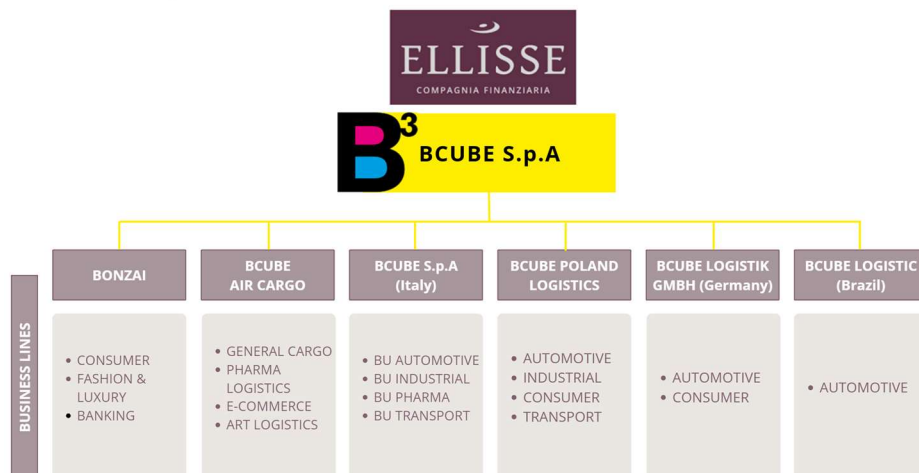 ELLISSE
COMPAGNIA FINANZIARIA
B³
BCUBE S.p.A
BONZAI
BCUBE
AIR CARGO
BCUBE S.p.A
(Italy)
BCUBE POLAND
LOGISTICS
BCUBE LOGISTIK
GMBH (Germany)
BCUBE LOGISTIC
(Brazil)
BUSINESS LINES
• CONSUMER
• FASHION &
LUXURY
• BANKING
• GENERAL CARGO
• PHARMA
LOGISTICS
• E-COMMERCE
• ART LOGISTICS
• BU AUTOMOTIVE
• BU INDUSTRIAL
• BU PHARMA
• BU TRANSPORT
• AUTOMOTIVE
• INDUSTRIAL
• CONSUMER
• TRANSPORT
• AUTOMOTIVE
• CONSUMER
• AUTOMOTIVE